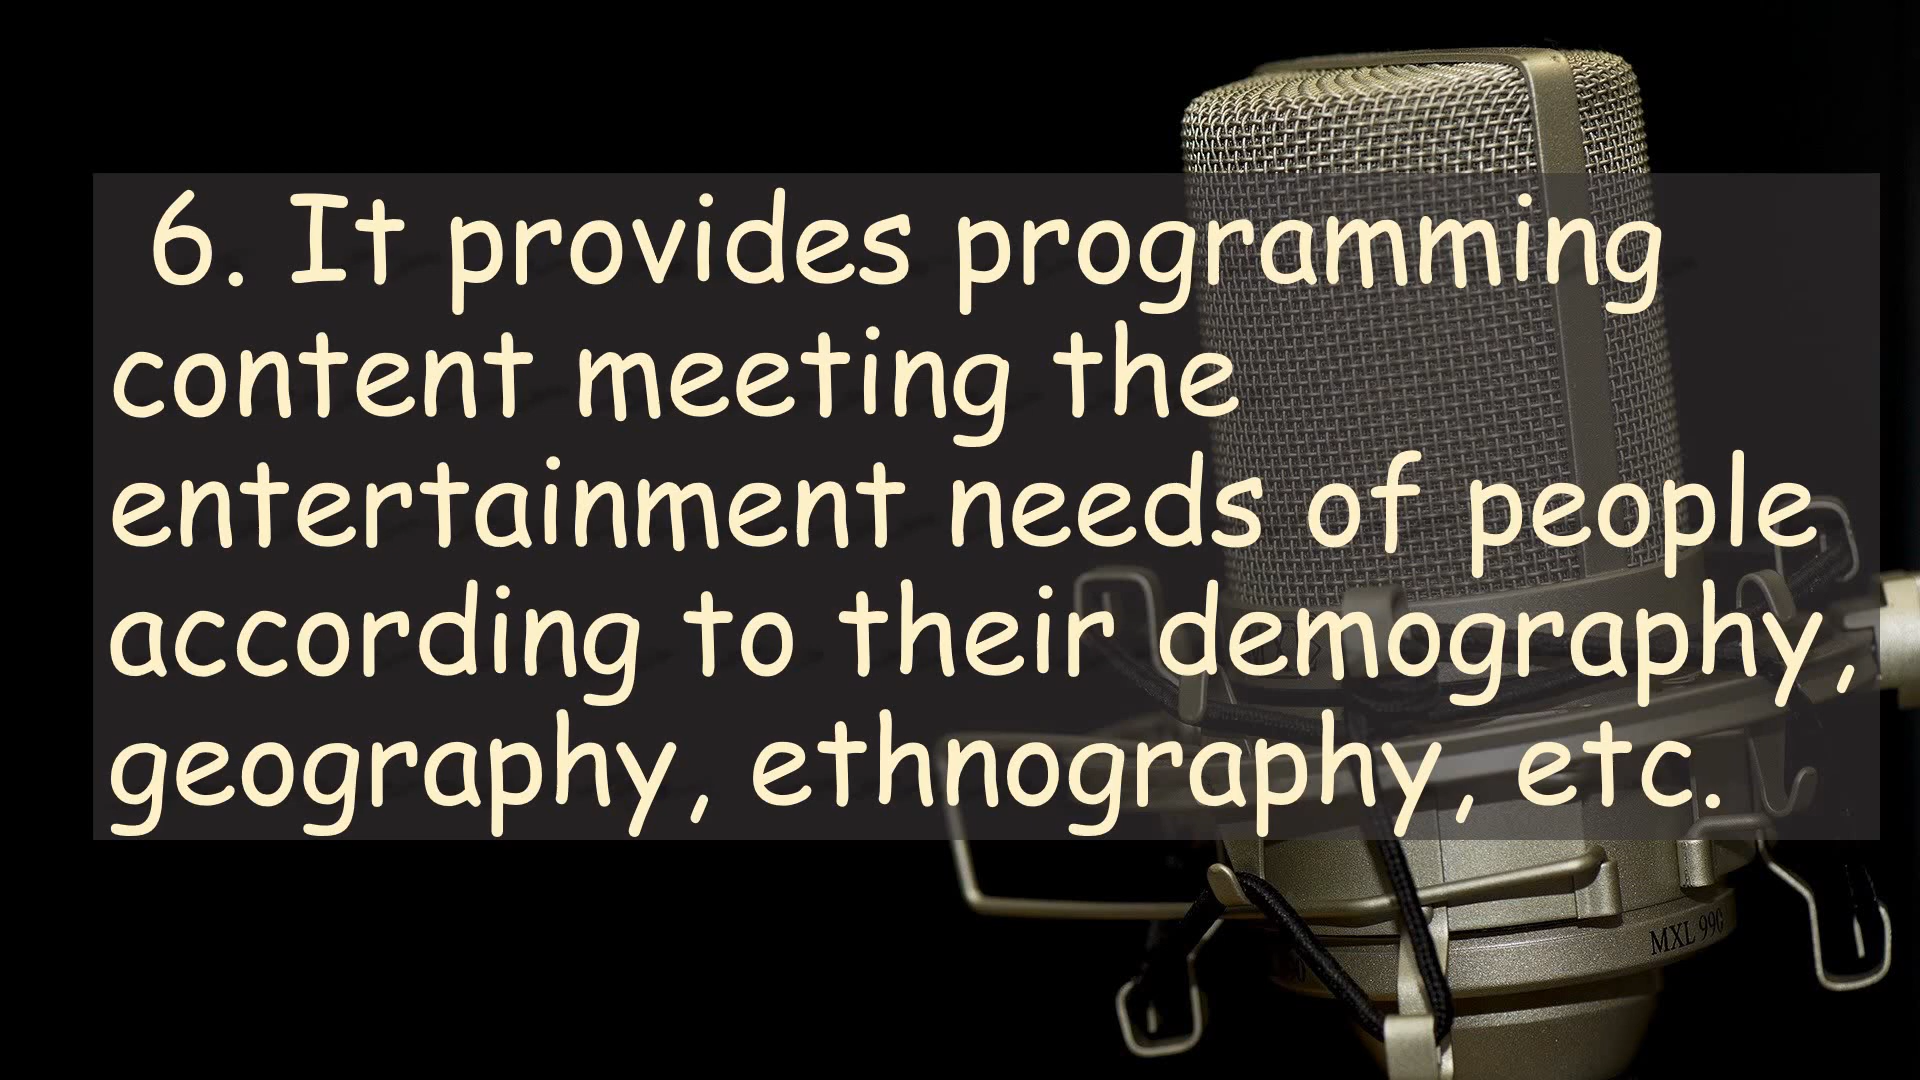 6. It provides programming
content meeting the
entertainment needs of people
according to their demography,
geography, ethnography, etc.
MXL 990